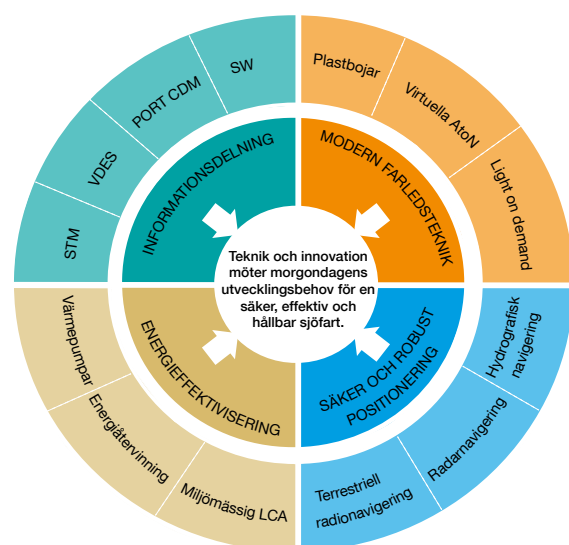 SW
PORT CDM
VDES
STM
INFORMATIONSDELNING
Plastbojar
Virtuella AtoN
Light on demand
MODERN FARLEDSTEKNIK
Teknik och innovation
möter morgondagens
utvecklingsbehov för en
säker, effektiv och
hållbar sjöfart.
Värmepumpar
Energiåtervinning
Miljömässig LCA
ENERGIEFFEKTIVISERING
SÄKER OCH ROBUST
POSITIONERING
Hydrografisk
navigering
Radarnavigering
Terrestriell
radionavigering